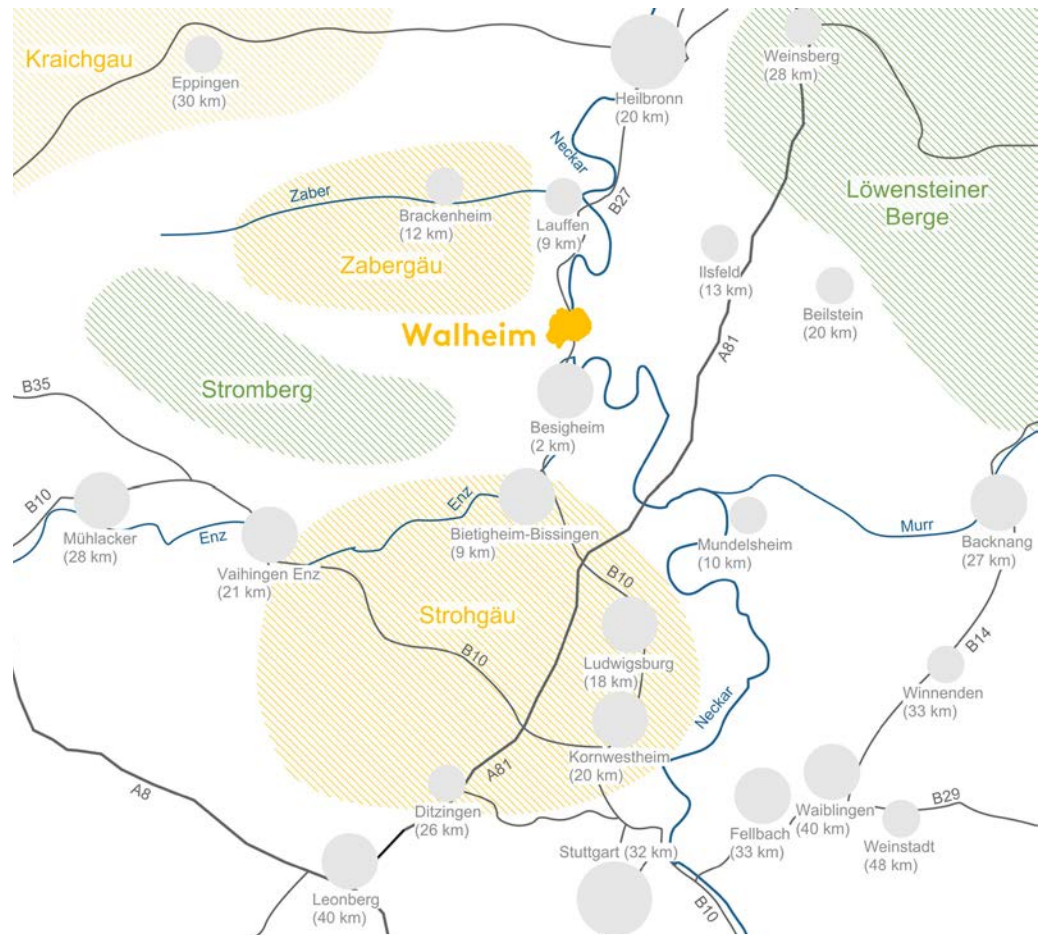 Kraichgau
Eppingen
(30 km)
Heilbronn
(20 km)
Weinsberg
(28 km)
Neckar
Zaber
Brackenheim
(12 km)
Lauffen
(9 km)
B27
Löwensteiner
Berge
Zabergäu
Ilsfeld
(13 km)
Beilstein
(20 km)
Walheim
A81
Stromberg
B35
Besigheim
(2 km)
B10
Mühlacker
(28 km)
Enz
Vaihingen Enz
(21 km)
Enz
Bietigheim-Bissingen
(9 km)
Mundelsheim
(10 km)
Murr
Backnang
(27 km)
B10
Strohgäu
B10
Ludwigsburg
(18 km)
B14
Winnenden
(33 km)
Neckar
Kornwestheim
(20 km)
A81
A8
Ditzingen
(26 km)
Fellbach
(33 km)
Waiblingen
(40 km)
B29
Weinstadt
(48 km)
Stuttgart (32 km)
Leonberg
(40 km)
B10